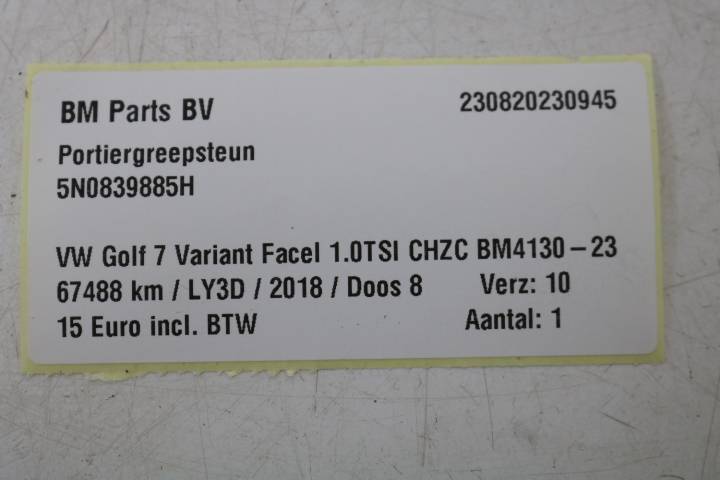 BM Parts BV 230820230945
Portiergreepsteun
5N0839885H
VW Golf 7 Variant Facel 1.0TSI CHZC BM4130-23
67488 km / LY3D / 2018 / Doos 8 Verz: 10
15 Euro incl. BTW Aantal: 1